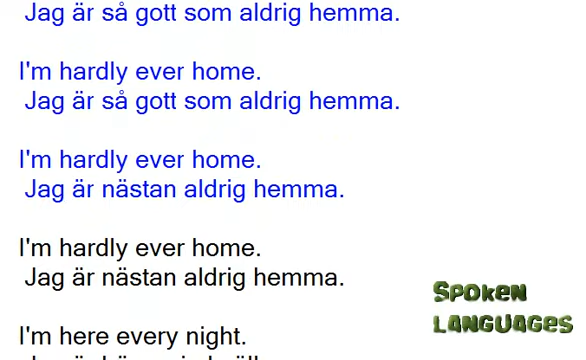 Jag är så gott som aldrig hemma.
I'm hardly ever home.
Jag är så gott som aldrig hemma.
I'm hardly ever home.
Jag är nästan aldrig hemma.
I'm hardly ever home.
Jag är nästan aldrig hemma.
I'm here every night.
Jag är
SPOKEN
LANGUAGES